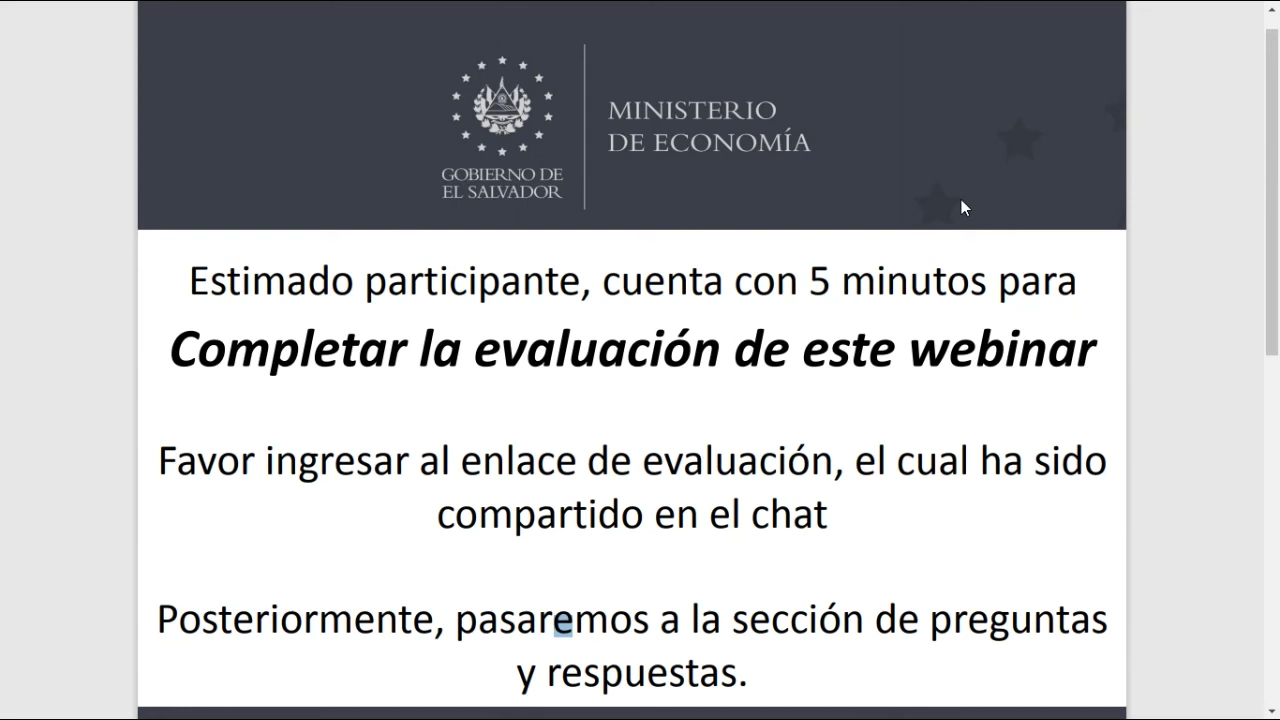 GOBIERNO DE
EL SALVADOR
MINISTERIO
DE ECONOMÍA
Estimado participante, cuenta con 5 minutos para
Completar la evaluación de este webinar
Favor ingresar al enlace de evaluación, el cual ha sido
compartido en el chat
Posteriormente, pasaremos a la sección de preguntas
y respuestas.